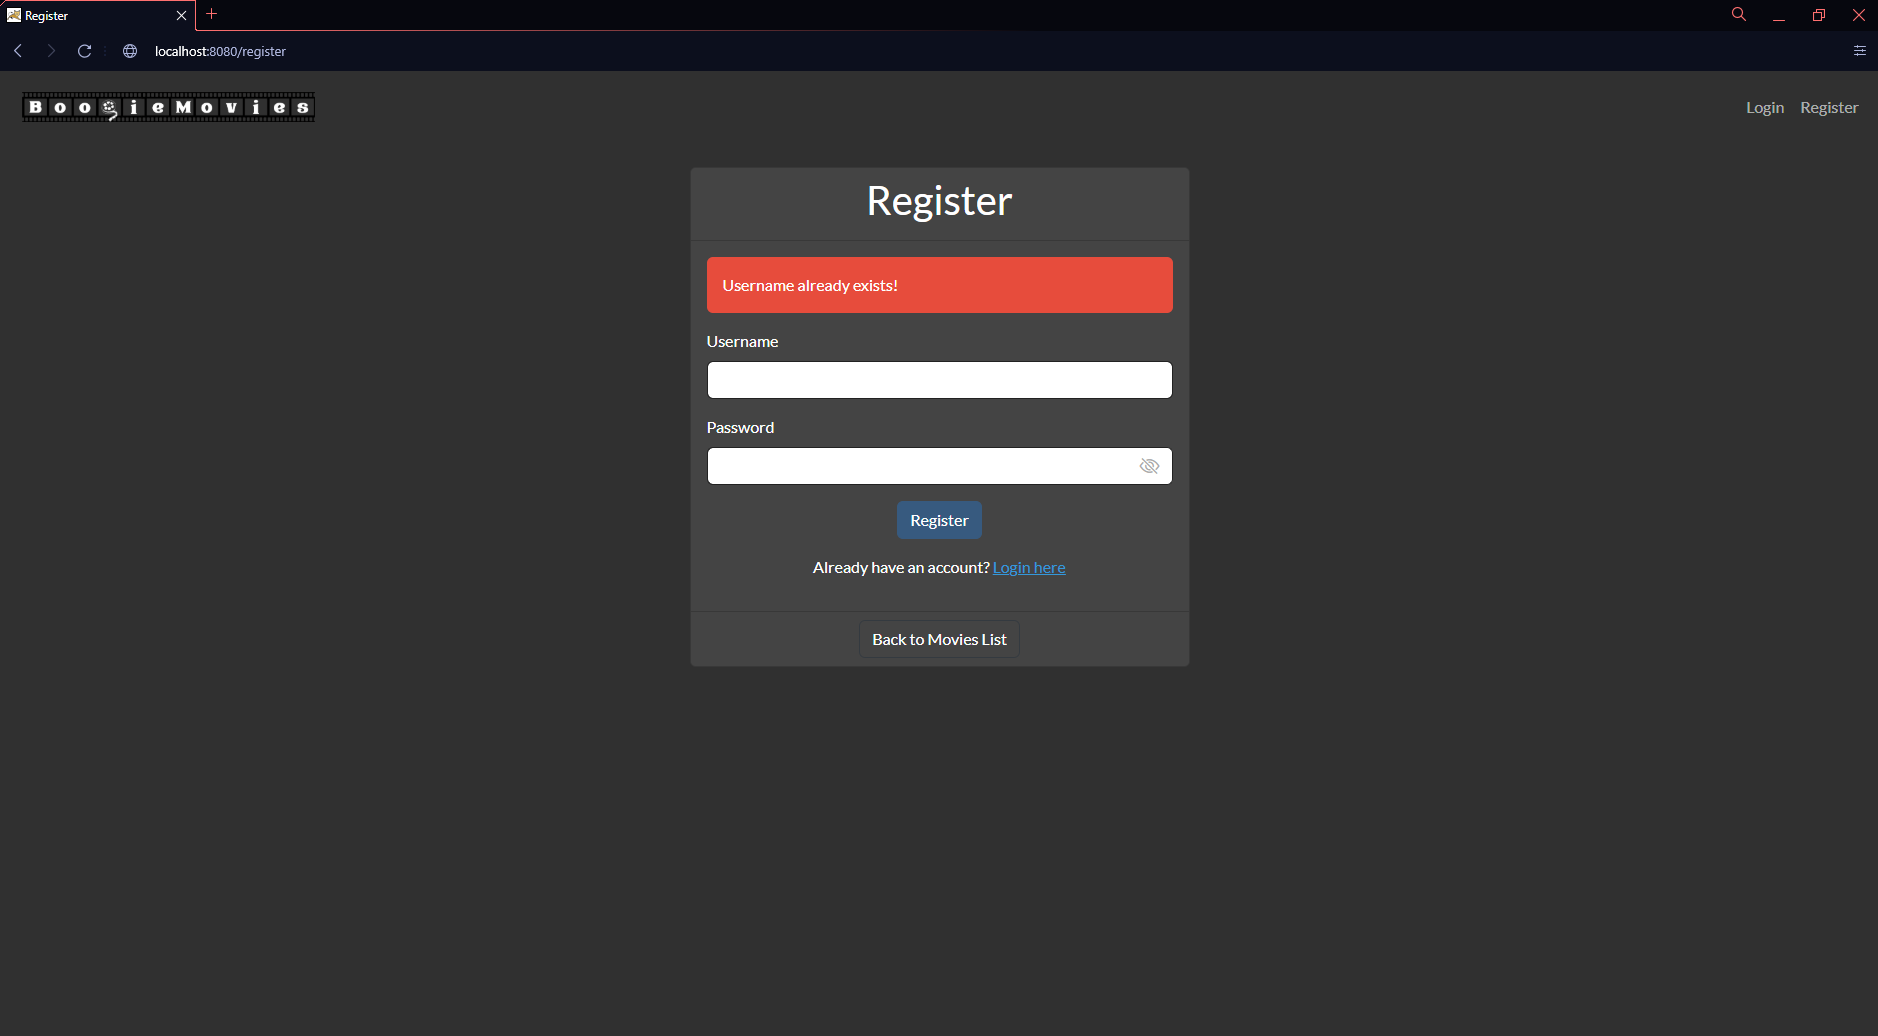 Register
localhost:8080/register
BoogieMovies
Login Register
Register
Username already exists!
Username
Password
Register
Already have an account? Login here
Back to Movies List